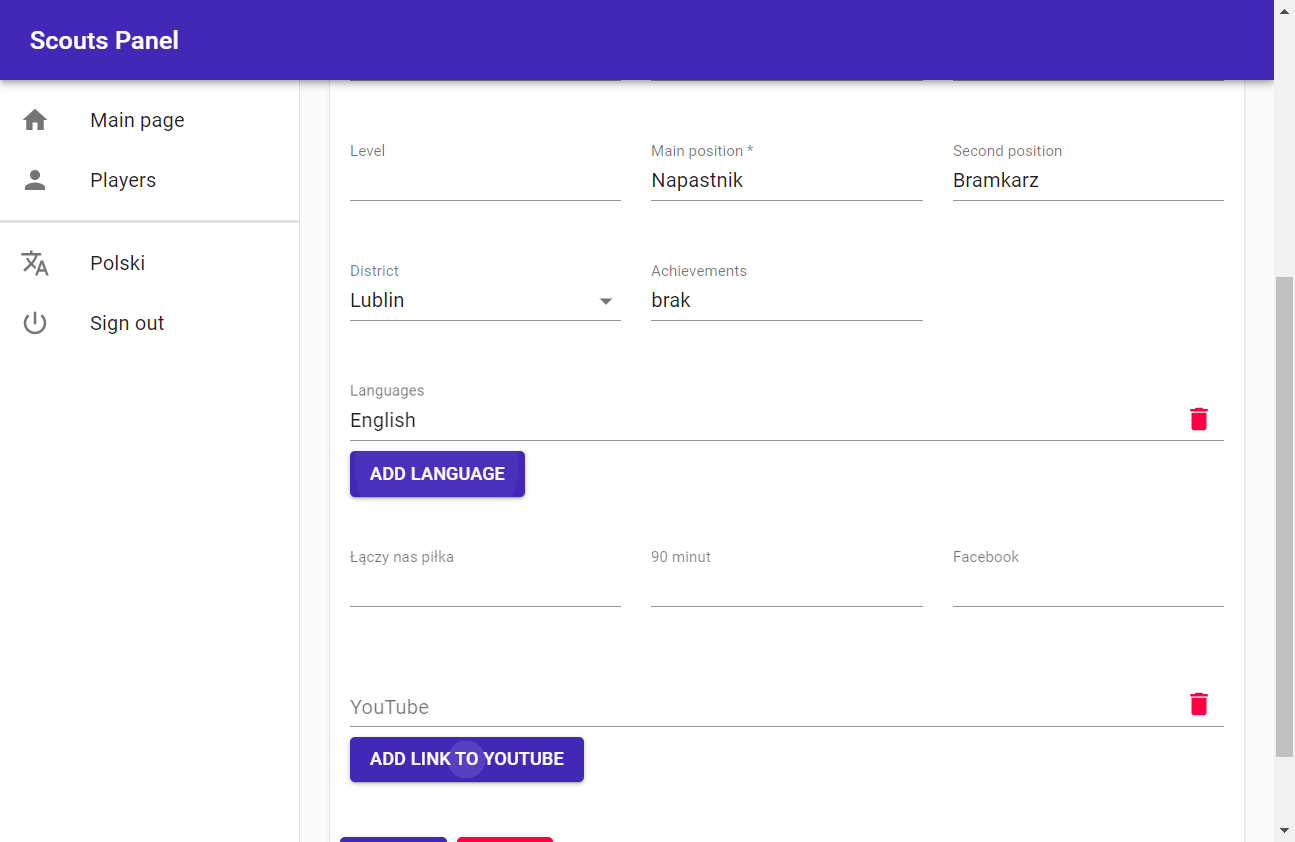 Scouts Panel
Main page
Players
Polski
Sign out
Level
Main position *
Napastnik
Second position
Bramkarz
District
Lublin
Achievements
brak
Languages
English
ADD LANGUAGE
Łączy nas piłka
90 minut
Facebook
YouTube
ADD LINK TO YOUTUBE